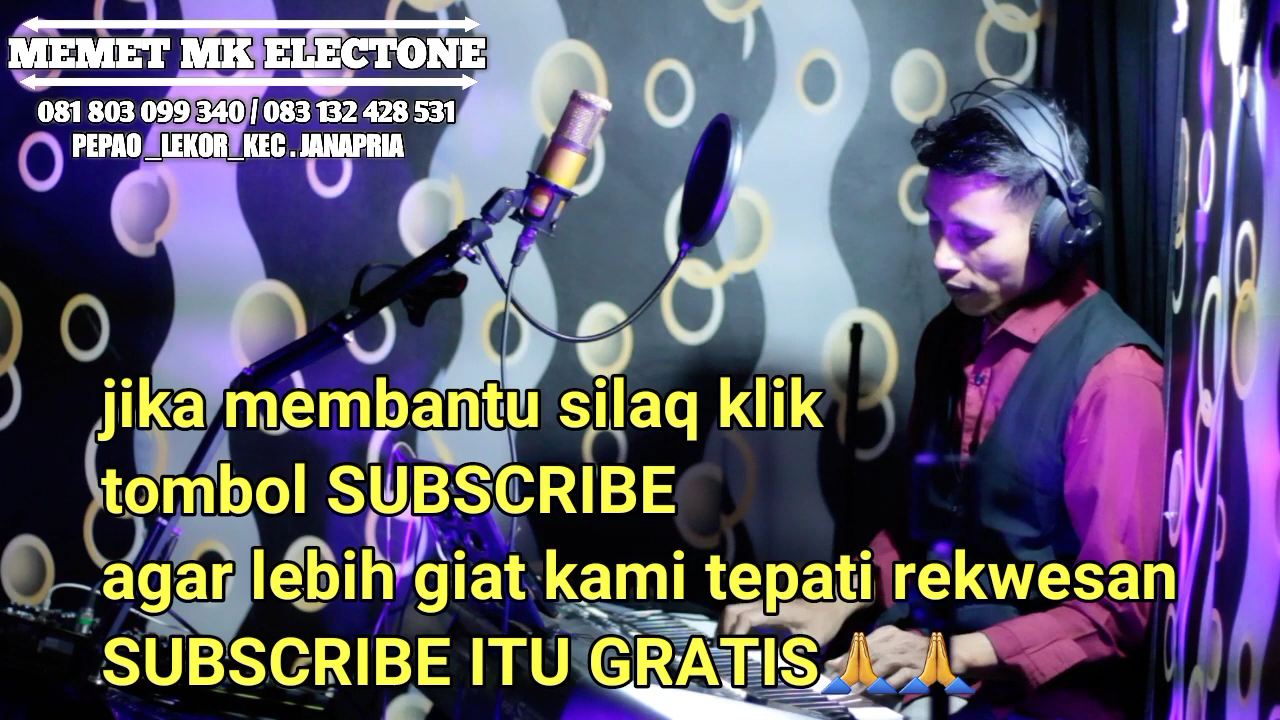 MEMET MK ELECTONE
081 803 099 340 / 083 132 428 531
PEPAO_LEKOR_KEC. JANAPRIA
jika membantu silaq klik
tombol SUBSCRIBE
agar lebih giat kami tepati rekwesan
SUBSCRIBE ITU GRATIS🙏🙏